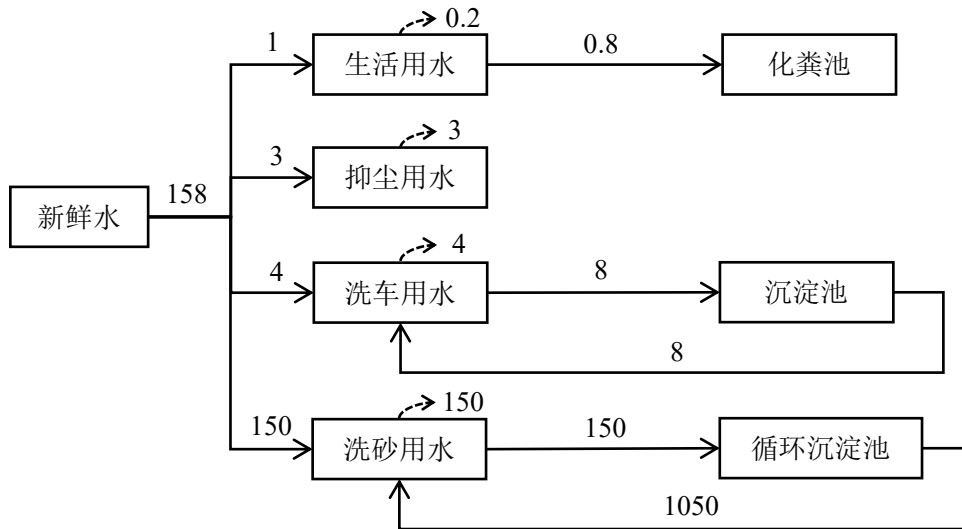 0.2
1
生活用水
0.8
化粪池
3
3
抑尘用水
158
新鲜水
4
4
洗车用水
8
沉淀池
8
150
150
洗砂用水
150
循环沉淀池
1050